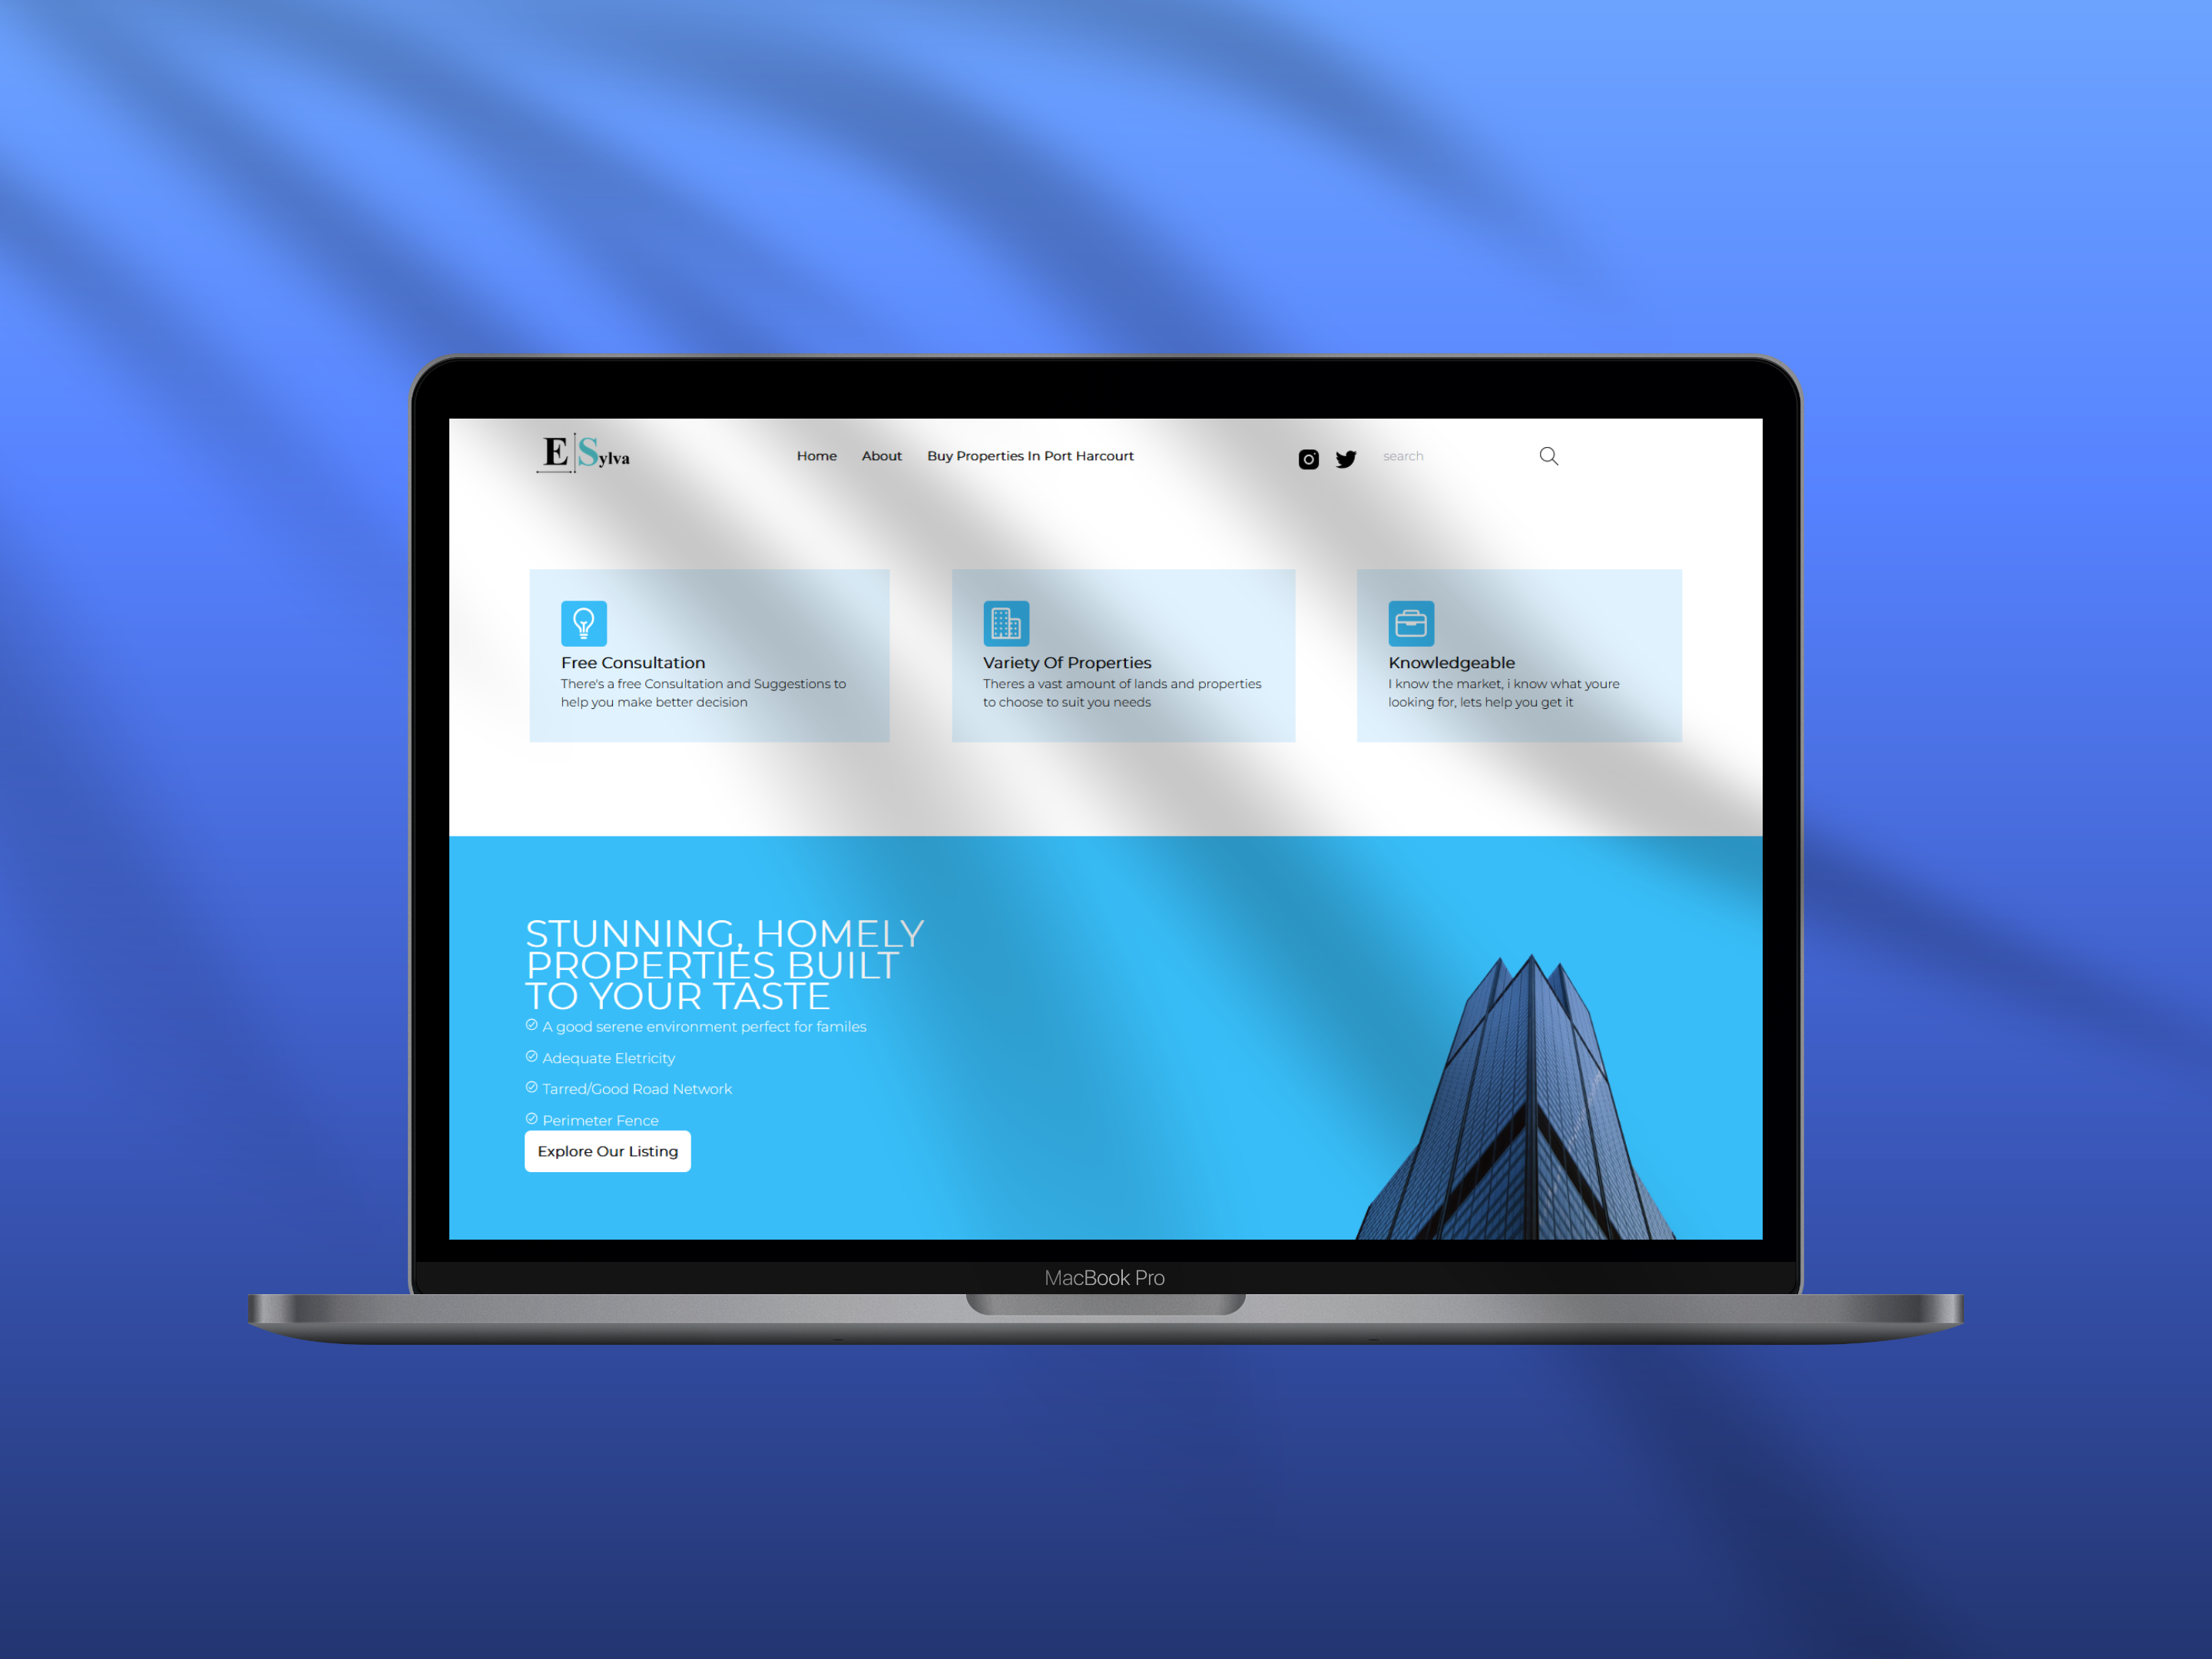 E Sylva
Home About Buy Properties In Port Harcourt search
Free Consultation
There's a free Consultation and Suggestions to
help you make better decision
Variety Of Properties
Theres a vast amount of lands and properties
to choose to suit you needs
Knowledgeable
I know the market, i know what youre
looking for, lets help you get it
STUNNING, HOMELY
PROPERTIES BUILT
TO YOUR TASTE
A good serene environment perfect for familes
Adequate Eletricity
Tarred/Good Road Network
Perimeter Fence
Explore Our Listing
MacBook Pro